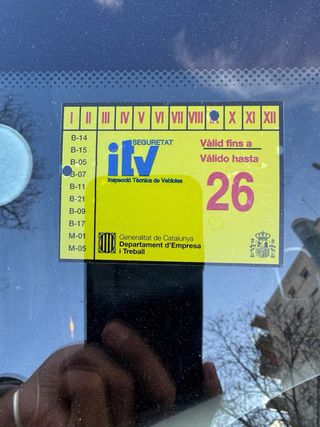 I II III IV V VI VII VIII X XI XII
B-14
B-15
B-05
B-07
B-11
B-21
B-09
B-17
M-01
M-05
SEGURETAT
itv
Inspecció Tècnica de Vehicles
Vàlid fins a
Válido hasta
26
Generalitat de Catalunya
Departament d'Empresa
i Treball